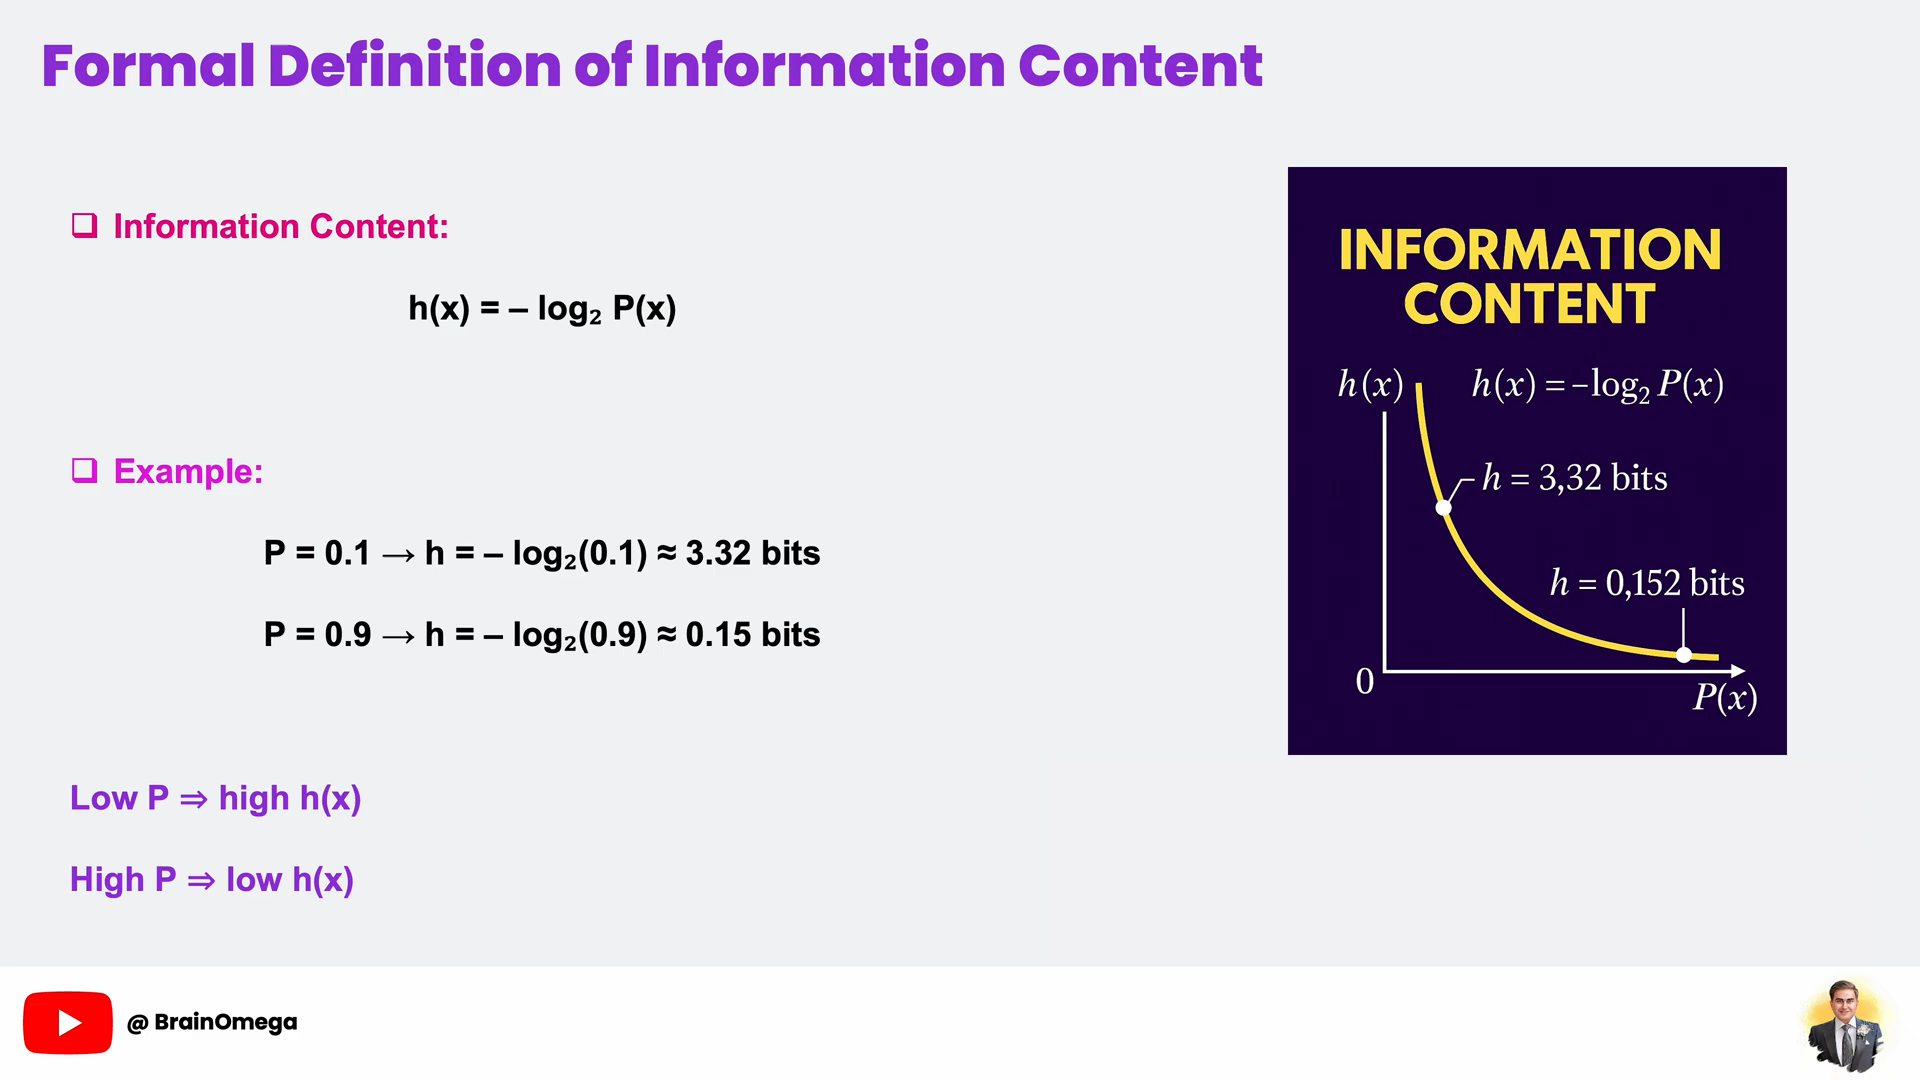 Formal Definition of Information Content
❑ Information Content:
h(x) = – log₂ P(x)
❑ Example:
P = 0.1 → h = – log₂(0.1) ≈ 3.32 bits
P = 0.9 → h = – log₂(0.9) ≈ 0.15 bits
Low P ⇒ high h(x)
High P ⇒ low h(x)
INFORMATION
CONTENT
h(x)
h(x) = –log₂ P(x)
h = 3,32 bits
h = 0,152 bits
0
P(x)
@ BrainOmega